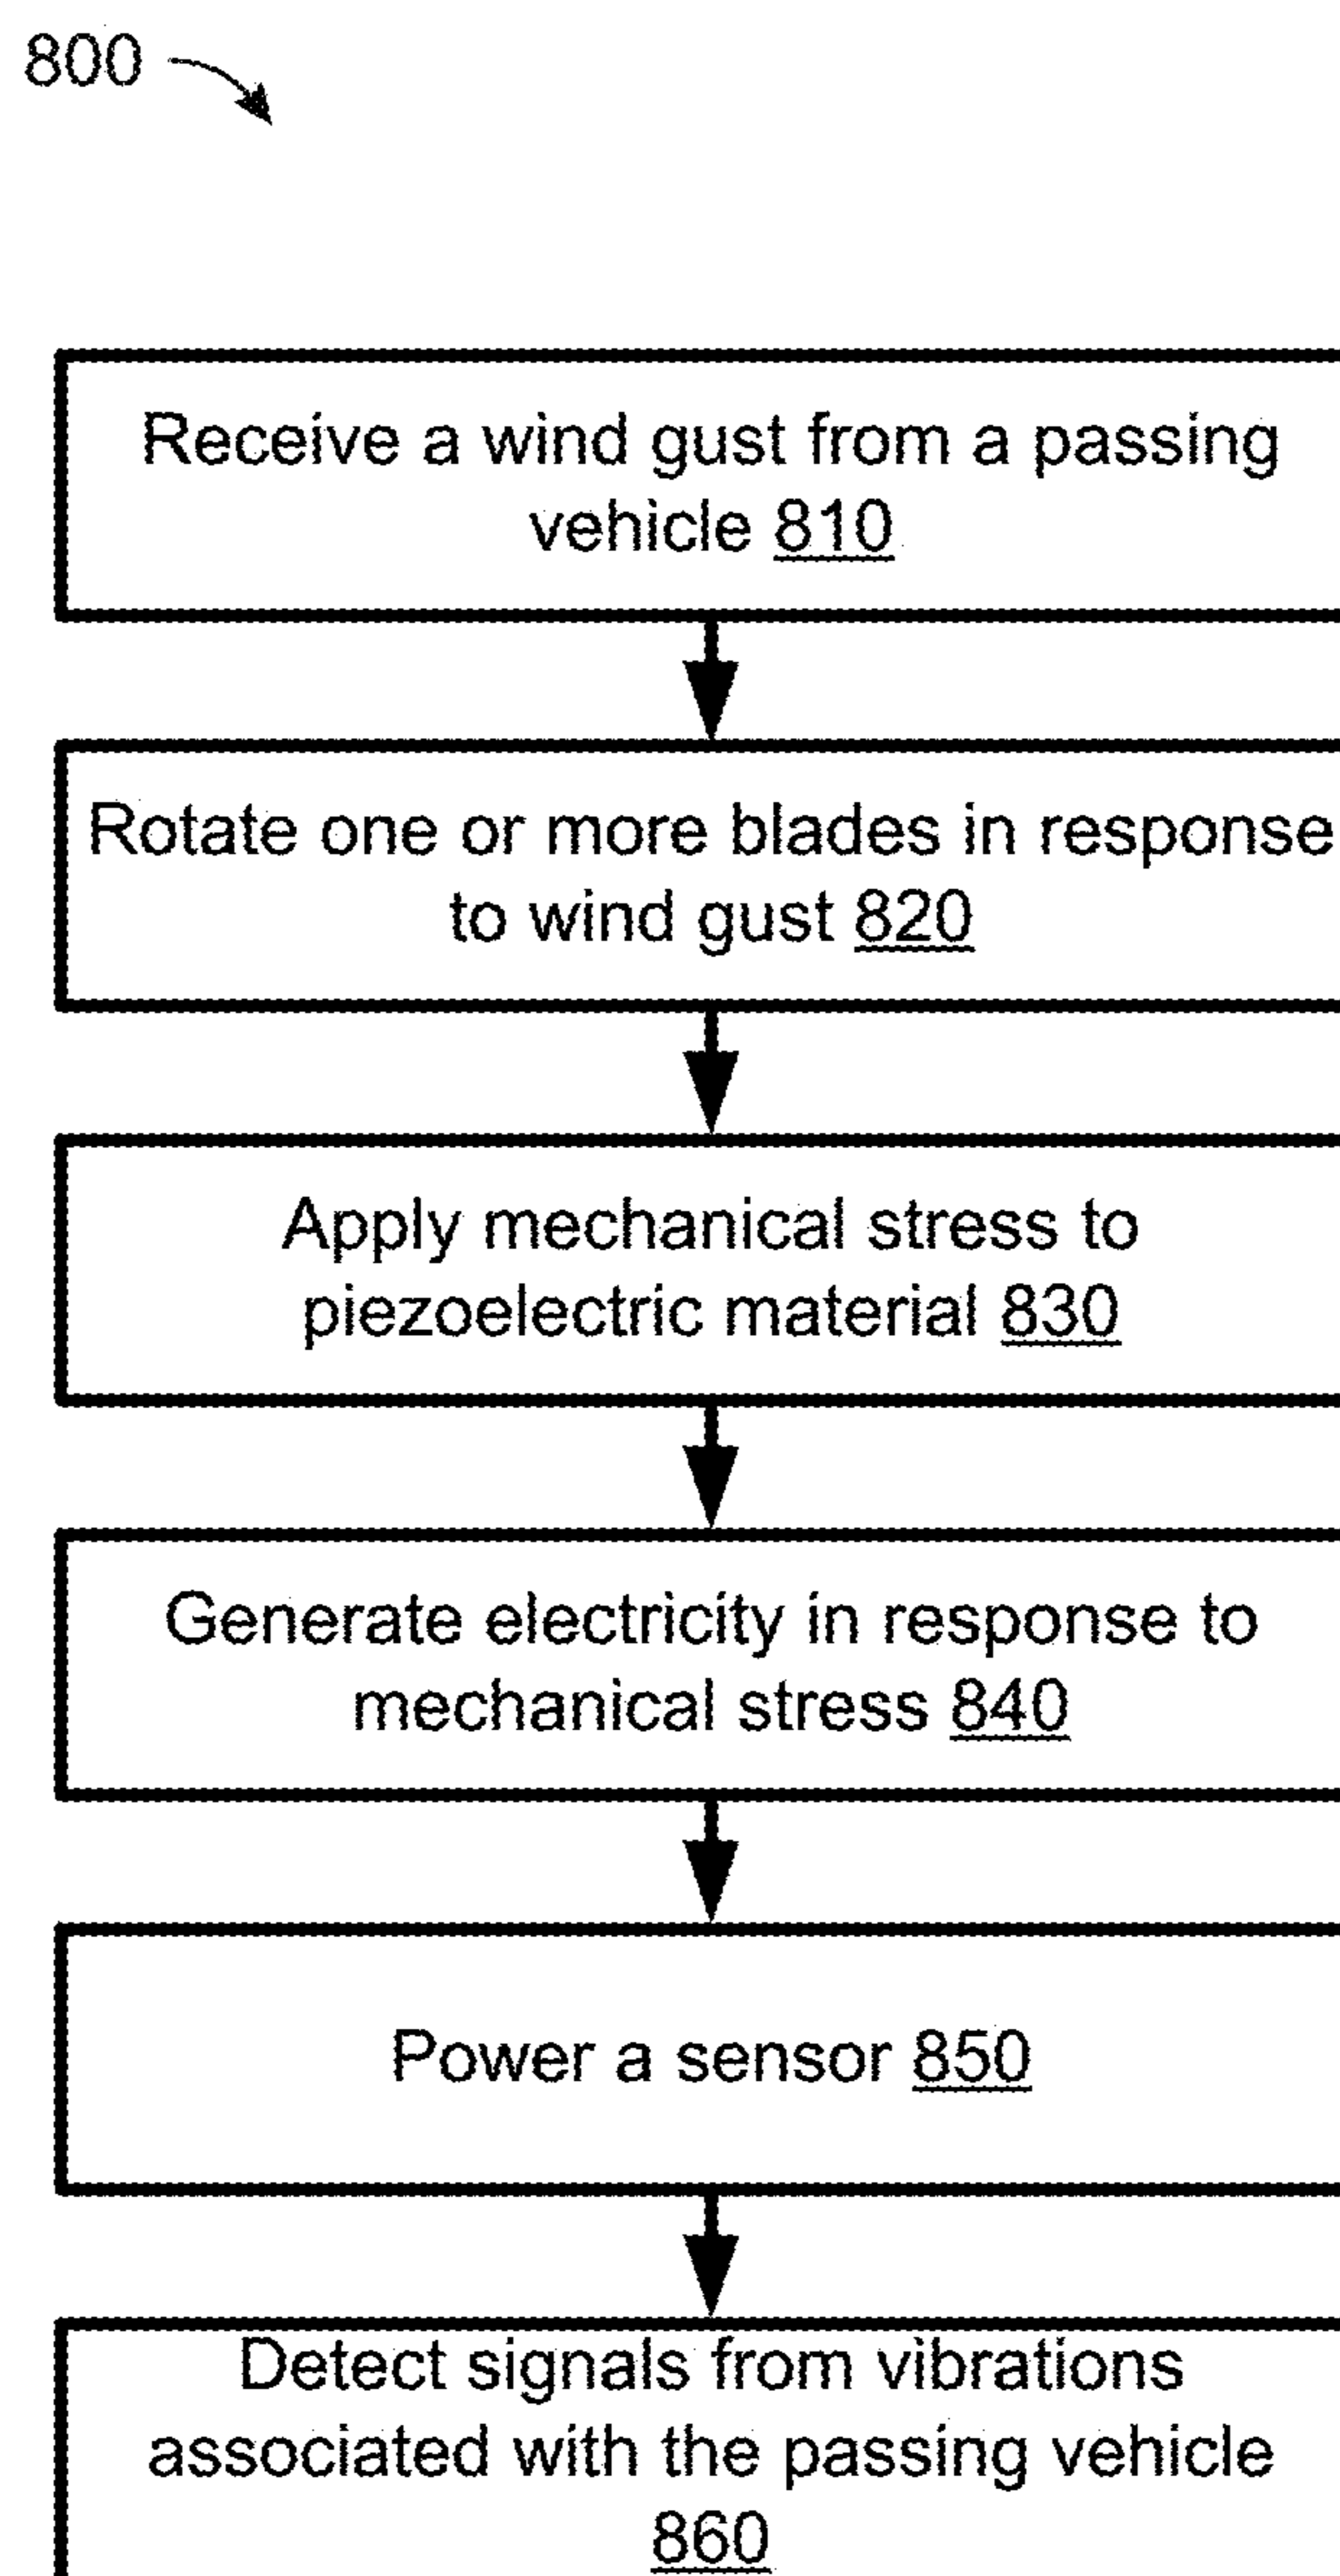 800
Receive a wind gust from a passing
vehicle 810
Rotate one or more blades in response
to wind gust 820
Apply mechanical stress to
piezoelectric material 830
Generate electricity in response to
mechanical stress 840
Power a sensor 850
Detect signals from vibrations
associated with the passing vehicle
860